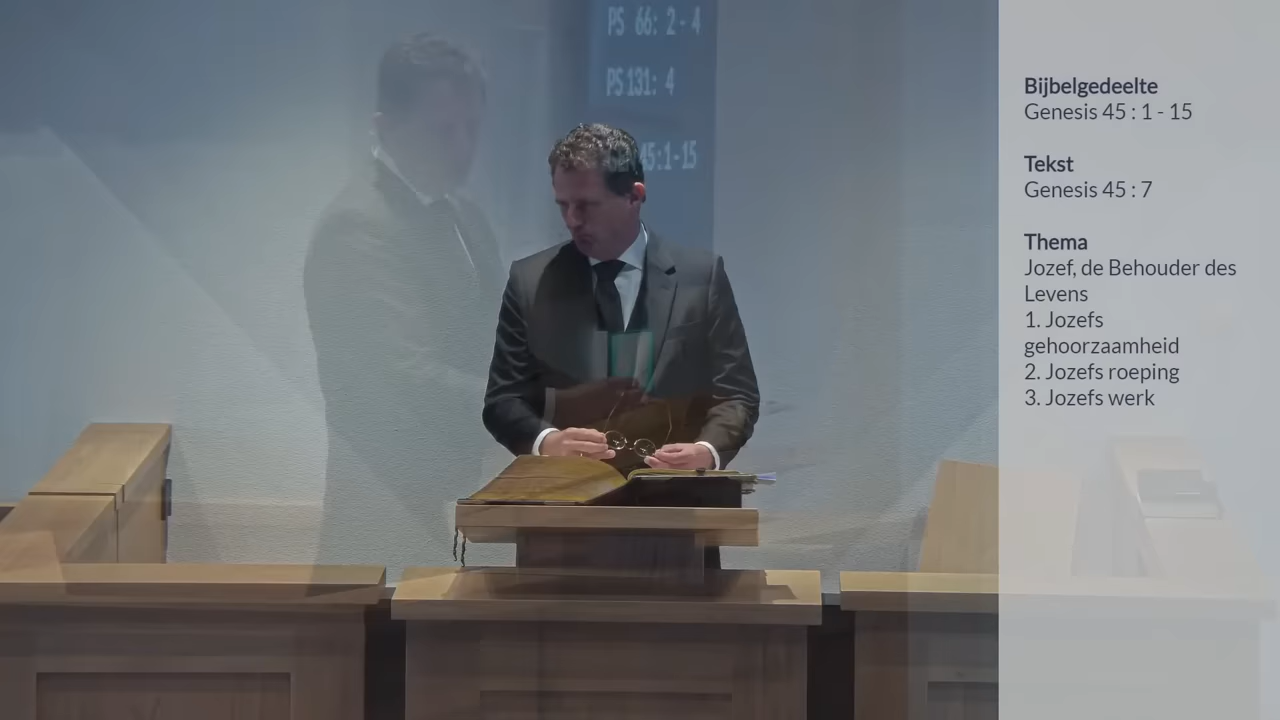 PS 66: 2 - 4
PS 131: 4
45:1-15
Bijbelgedeelte
Genesis 45 : 1 - 15
Tekst
Genesis 45 : 7
Thema
Jozef, de Behouder des
Levens
1. Jozefs
gehoorzaamheid
2. Jozefs roeping
3. Jozefs werk